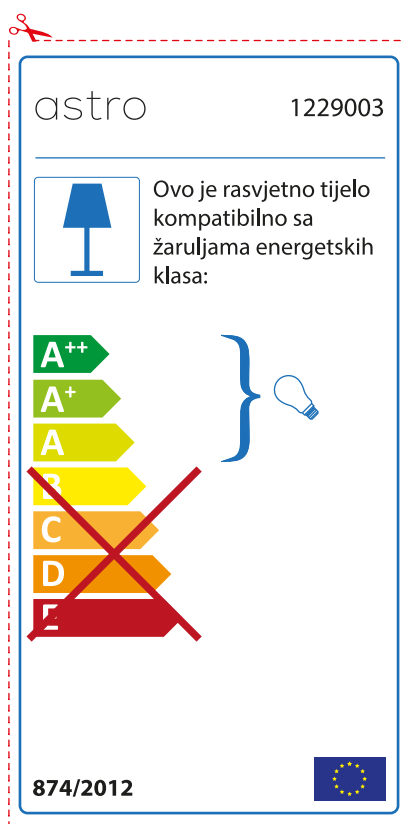 astro
1229003
Ovo je rasvjetno tijelo
kompatibilno sa
žaruljama energetskih
klasa:
A++
A+
A
B
C
D
E
874/2012